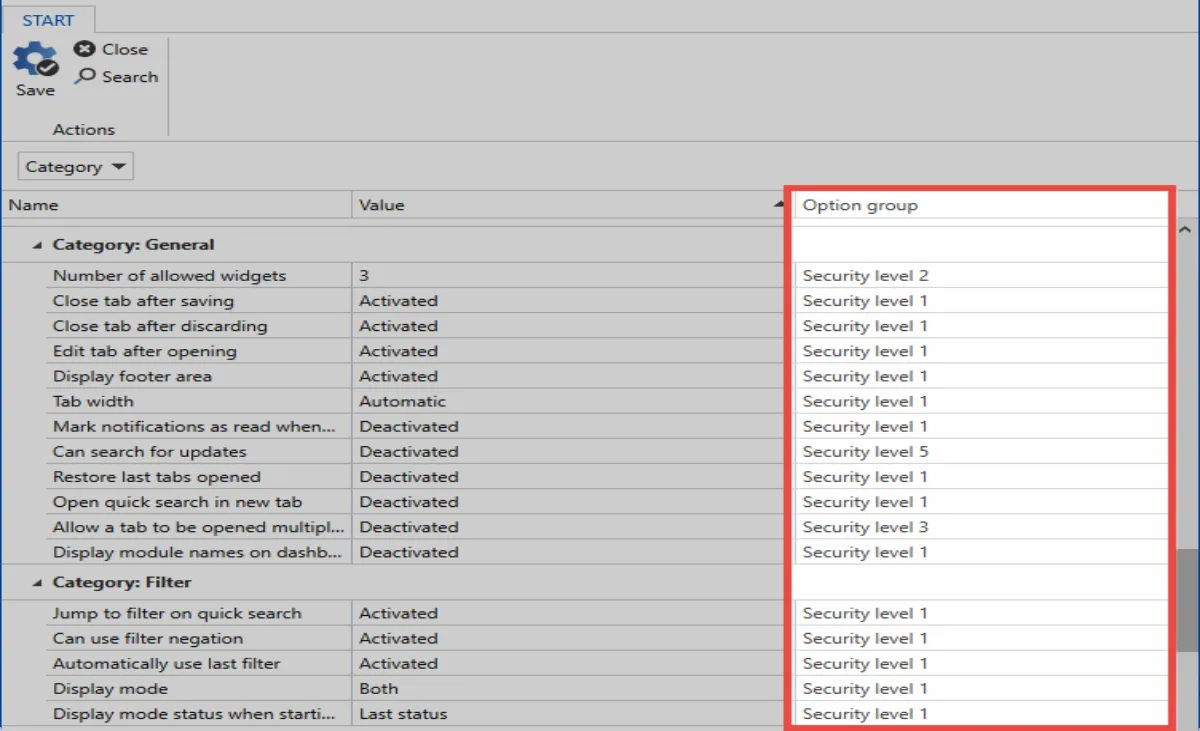 START
Close
Search
Save
Actions
Category
Name Value Option group
Category: General
Number of allowed widgets 3 Security level 2
Close tab after saving Activated Security level 1
Close tab after discarding Activated Security level 1
Edit tab after opening Activated Security level 1
Display footer area Activated Security level 1
Tab width Automatic Security level 1
Mark notifications as read when... Deactivated Security level 1
Can search for updates Deactivated Security level 5
Restore last tabs opened Deactivated Security level 1
Open quick search in new tab Deactivated Security level 1
Allow a tab to be opened multipl... Deactivated Security level 3
Display module names on dashb... Deactivated Security level 1
Category: Filter
Jump to filter on quick search Activated Security level 1
Can use filter negation Activated Security level 1
Automatically use last filter Activated Security level 1
Display mode Both Security level 1
Display mode status when starti... Last status Security level 1